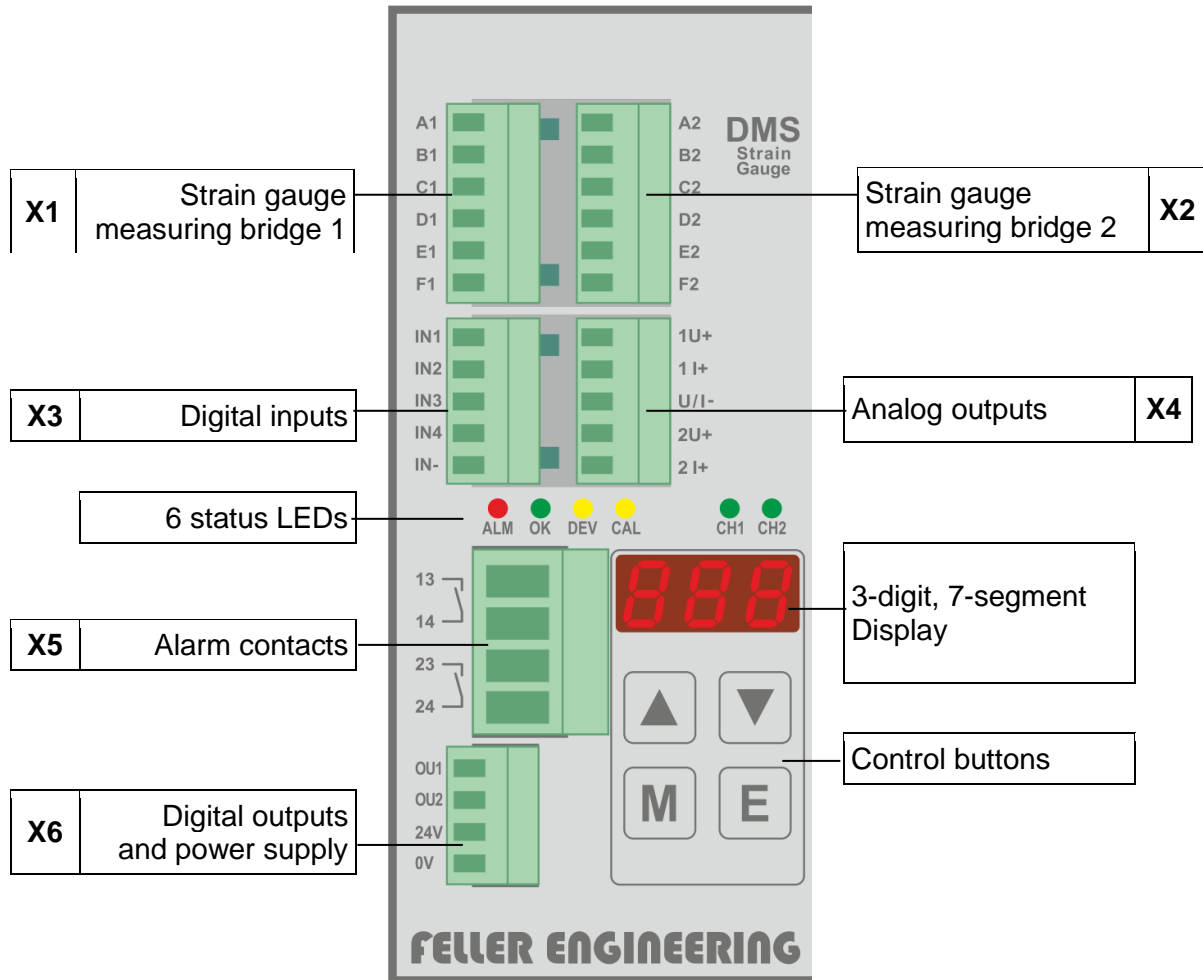 A1
B1
C1
D1
E1
F1
A2
B2
C2
D2
E2
F2
DMS
Strain
Gauge
X1
Strain gauge
measuring bridge 1
Strain gauge
measuring bridge 2
X2
IN1
IN2
IN3
IN4
IN-
1U+
1 I+
U/I-
2U+
2 I+
X3
Digital inputs
Analog outputs
X4
6 status LEDs
ALM OK DEV CAL CH1 CH2
888
3-digit, 7-segment
Display
13
14
23
24
X5
Alarm contacts
Control buttons
M E
OU1
OU2
24V
0V
X6
Digital outputs
and power supply
FELLER ENGINEERING